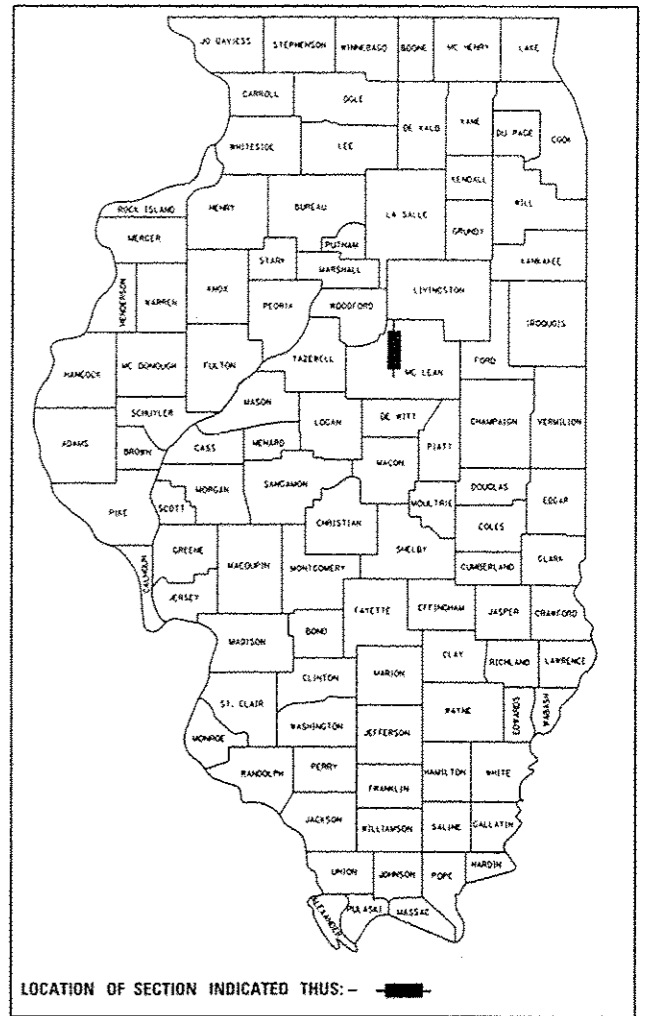 JO DAVIESS STEPHENSON WINNEBAGO BOONE MC HENRY LAKE
CARROLL OGLE DE KALB KANE DU PAGE COOK
WHITESIDE LEE
KENDALL WILL
ROCK ISLAND HENRY BUREAU LA SALLE GRUNDY
MERCER PUTNAM KANKAKEE
STARK MARSHALL LIVINGSTON
HENDERSON WARREN KNOX PEORIA WOODFORD IROQUOIS
HANCOCK MC DONOUGH FULTON TAZEWELL MC LEAN FORD
MASON
SCHUYLER LOGAN DE WITT CHAMPAIGN VERMILION
ADAMS BROWN CASS MENARD PIATT
MACON
PIKE SCOTT MORGAN SANGAMON MOULTRIE DOUGLAS EDGAR
CHRISTIAN COLES
GREENE MACOUPIN MONTGOMERY SHELBY CUMBERLAND CLARK
CALHOUN JERSEY FAYETTE EFFINGHAM JASPER CRAWFORD
MADISON BOND
CLAY RICHLAND LAWRENCE
CLINTON MARION
ST. CLAIR WAYNE EDWARDS WABASH
WASHINGTON JEFFERSON
MONROE
RANDOLPH PERRY HAMILTON WHITE
FRANKLIN
JACKSON WILLIAMSON SALINE GALLATIN
UNION JOHNSON POPE HARDIN
ALEXANDER PULASKI MASSAC
LOCATION OF SECTION INDICATED THUS:-